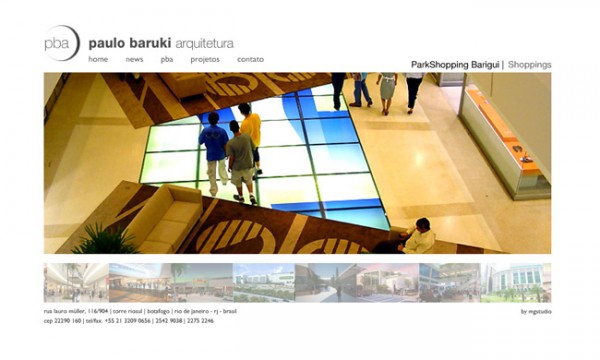 pba
paulo baruki arquitetura
home news pba projetos contato
ParkShopping Barigui | Shoppings
rua lauro müller, 116/904 | torre riosul | botafogo | rio de janeiro - rj - brasil
by mgstudio
cep 22290 160 | tel/fax. +55 21 3209 0656 | 2542 9038 | 2275 2246